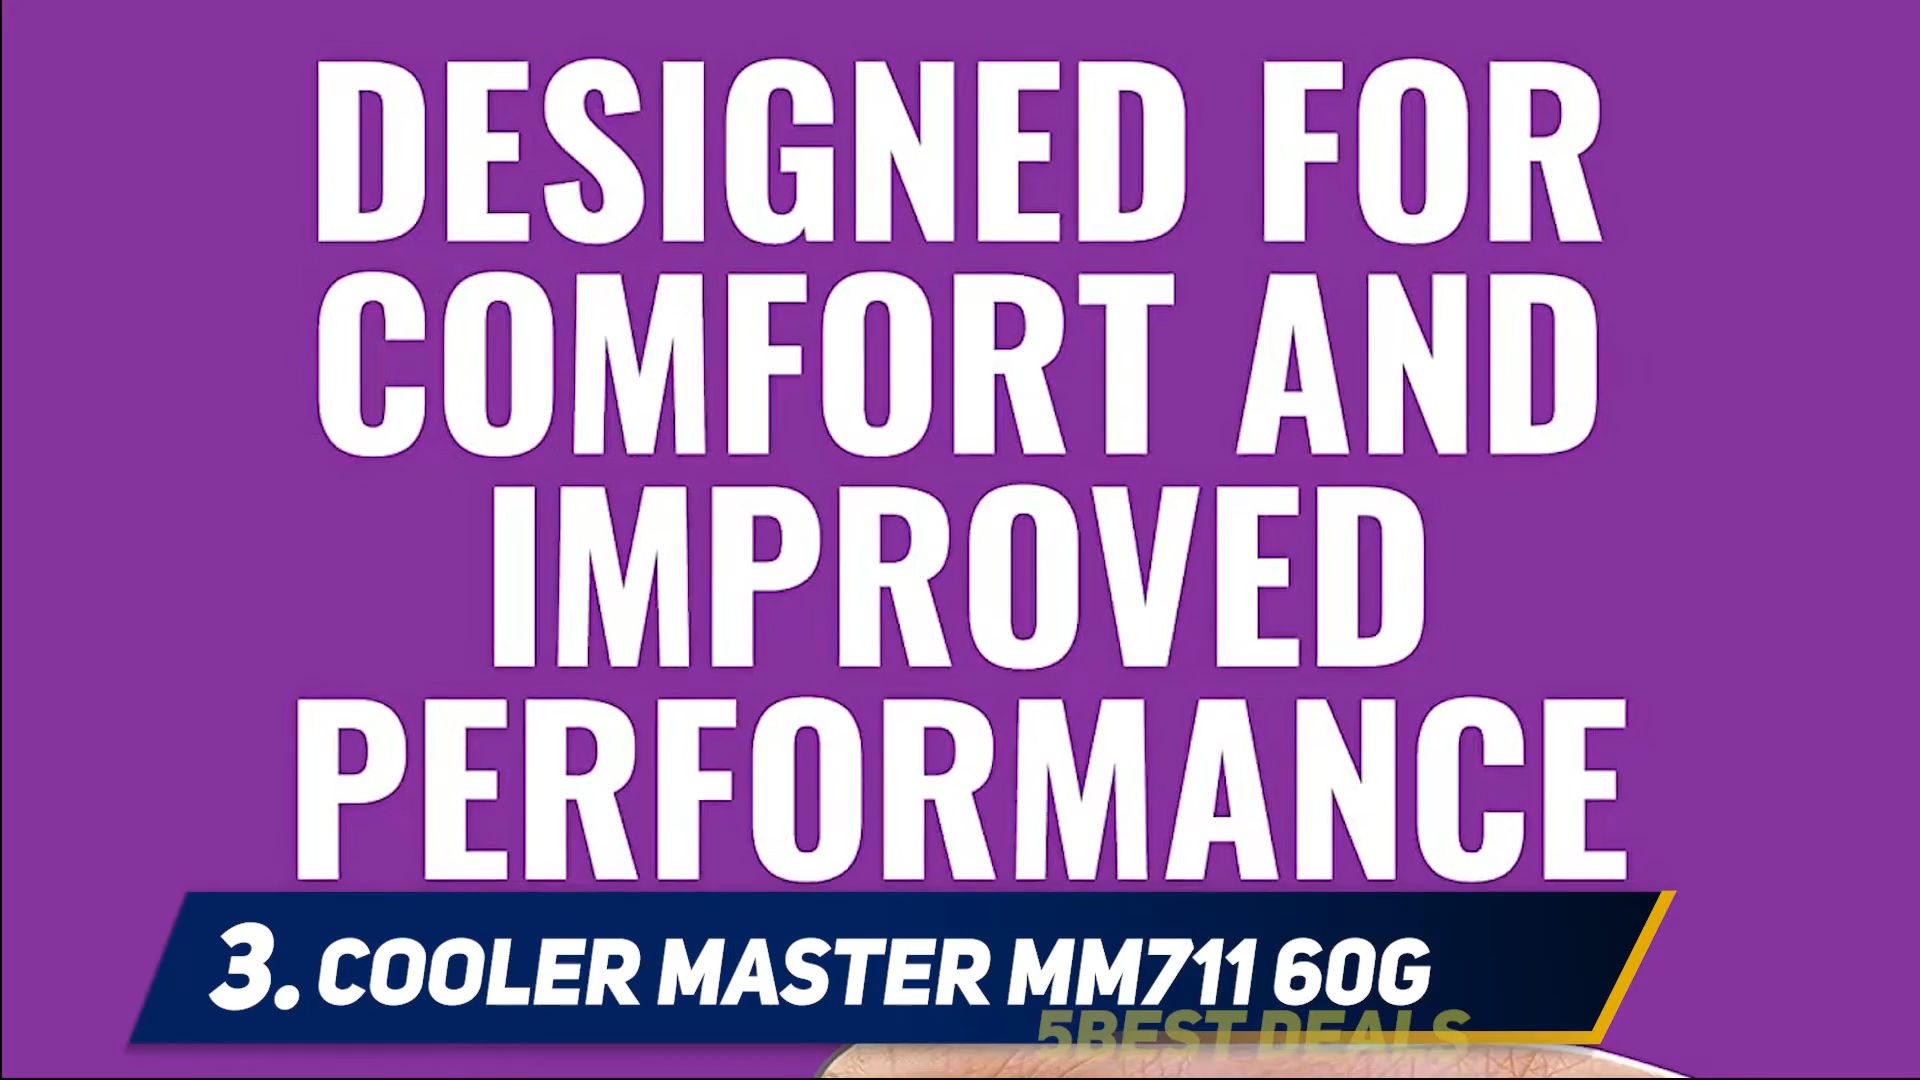 DESIGNED FOR
COMFORT AND
IMPROVED
PERFORMANCE
3. COOLER MASTER MM711 60G
5BEST DEALS